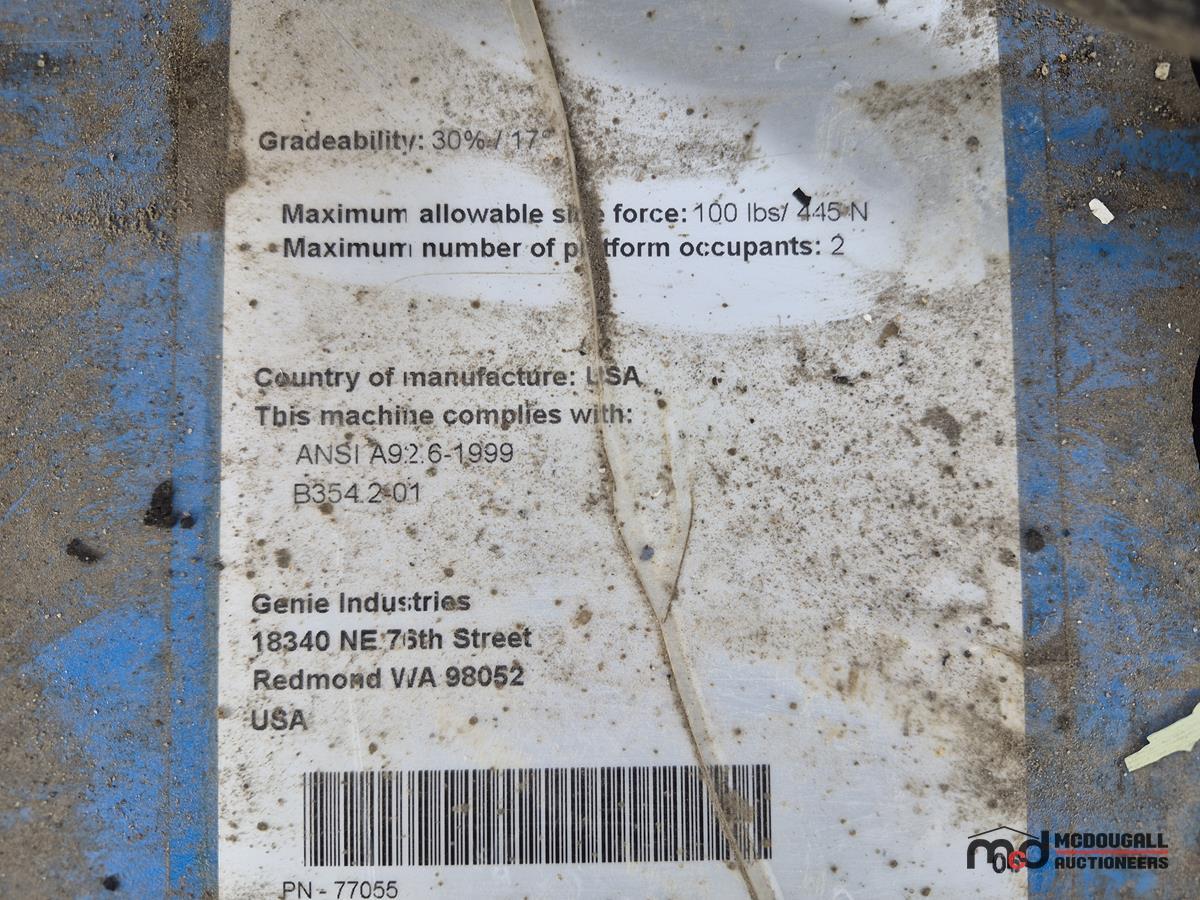 Gradeability: 30% / 17°
Maximum allowable side force: 100 lbs/ 445 N
Maximum number of platform occupants: 2
Country of manufacture: USA
This machine complies with:
ANSI A92.6-1999
B354.2-01
Genie Industries
18340 NE 76th Street
Redmond WA 98052
USA
PN - 77055
mcd MCDOUGALL
AUCTIONEERS